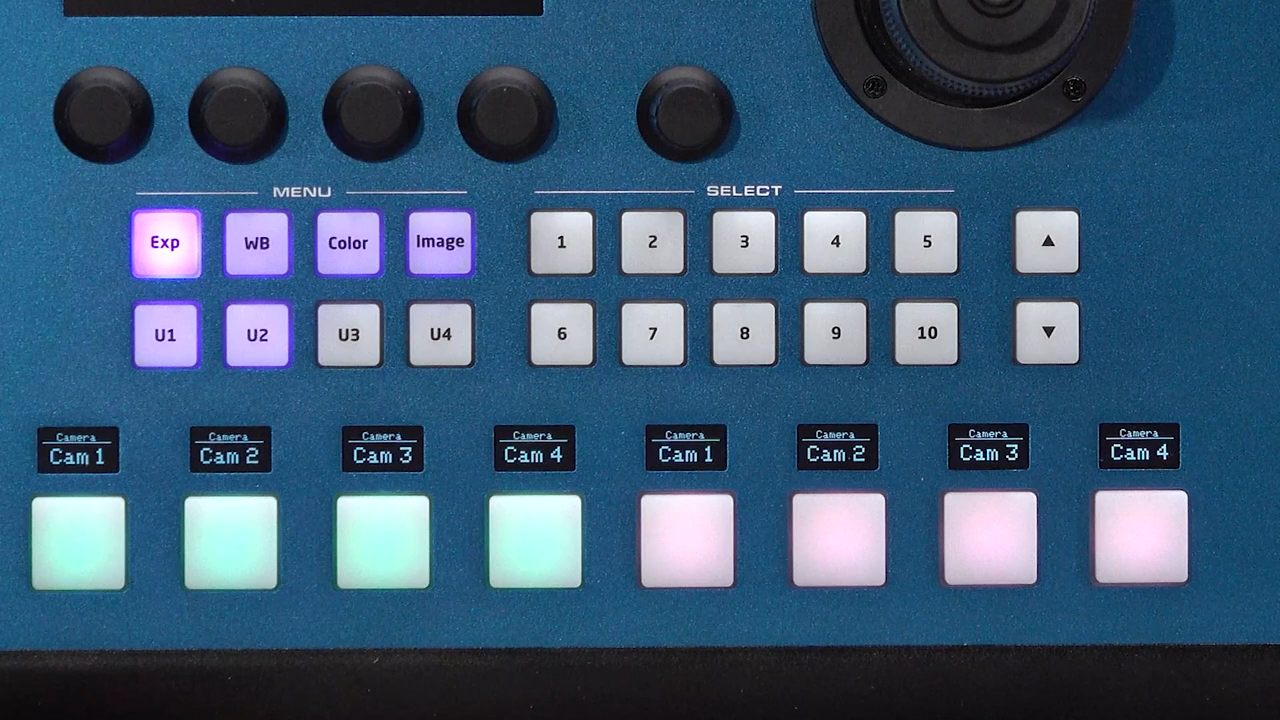 MENU SELECT
Exp WB Color Image 1 2 3 4 5 ▲
U1 U2 U3 U4 6 7 8 9 10 ▼
Camera Camera Camera Camera Camera Camera Camera Camera
Cam 1 Cam 2 Cam 3 Cam 4 Cam 1 Cam 2 Cam 3 Cam 4